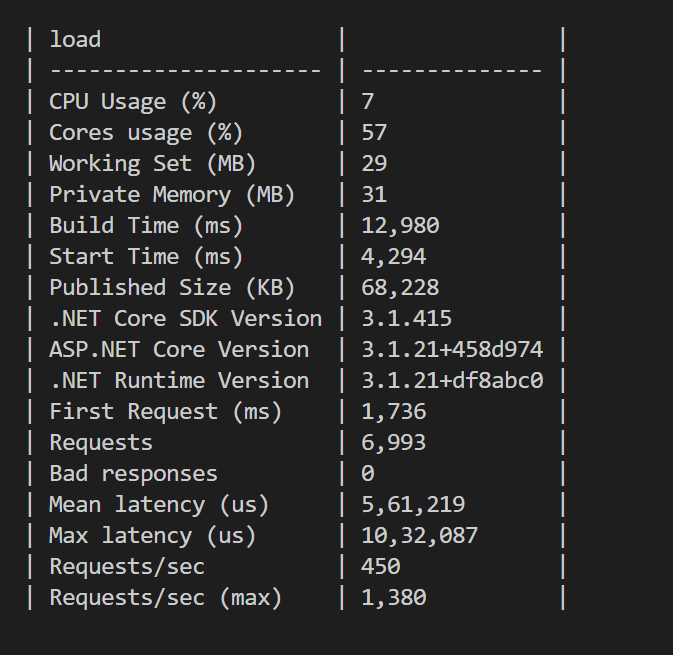 | load                  |                |
| --------------------- | -------------- |
| CPU Usage (%)         | 7              |
| Cores usage (%)       | 57             |
| Working Set (MB)      | 29             |
| Private Memory (MB)   | 31             |
| Build Time (ms)       | 12,980         |
| Start Time (ms)       | 4,294          |
| Published Size (KB)   | 68,228         |
| .NET Core SDK Version | 3.1.415        |
| ASP.NET Core Version  | 3.1.21+458d974 |
| .NET Runtime Version  | 3.1.21+df8abc0 |
| First Request (ms)    | 1,736          |
| Requests              | 6,993          |
| Bad responses         | 0              |
| Mean latency (us)     | 5,61,219       |
| Max latency (us)      | 10,32,087      |
| Requests/sec          | 450            |
| Requests/sec (max)    | 1,380          |